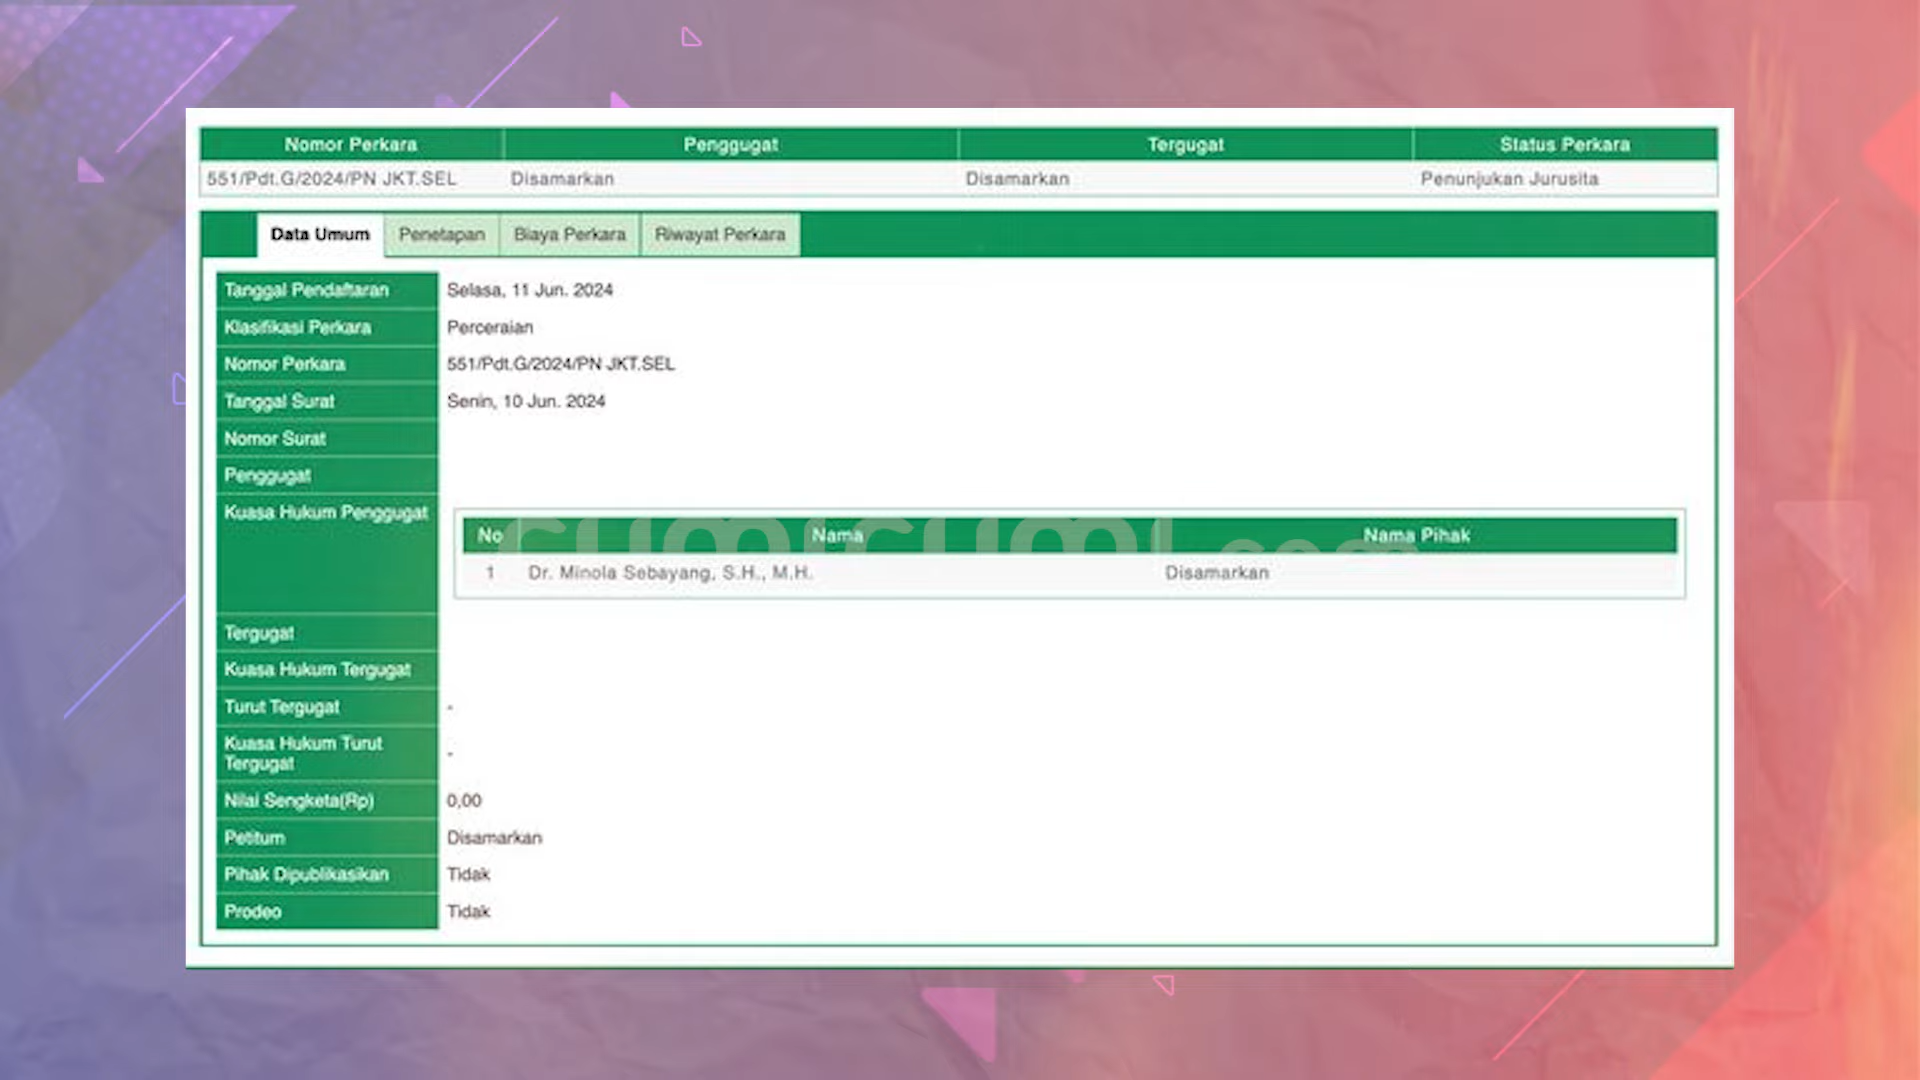 Nomor Perkara Penggugat Tergugat Status Perkara
551/Pdt.G/2024/PN JKT.SEL Disamarkan Disamarkan Penunjukan Jurusita
Data Umum Penetapan Biaya Perkara Riwayat Perkara
Tanggal Pendaftaran Selasa, 11 Jun. 2024
Klasifikasi Perkara Perceraian
Nomor Perkara 551/Pdt.G/2024/PN JKT.SEL
Tanggal Surat Senin, 10 Jun. 2024
Nomor Surat
Penggugat
Kuasa Hukum Penggugat
No Nama Nama Pihak
1 Dr. Minola Sebayang, S.H., M.H. Disamarkan
Tergugat
Kuasa Hukum Tergugat
Turut Tergugat -
Kuasa Hukum Turut
Tergugat -
Nilai Sengketa(Rp) 0,00
Petitum Disamarkan
Pihak Dipublikasikan Tidak
Prodeo Tidak